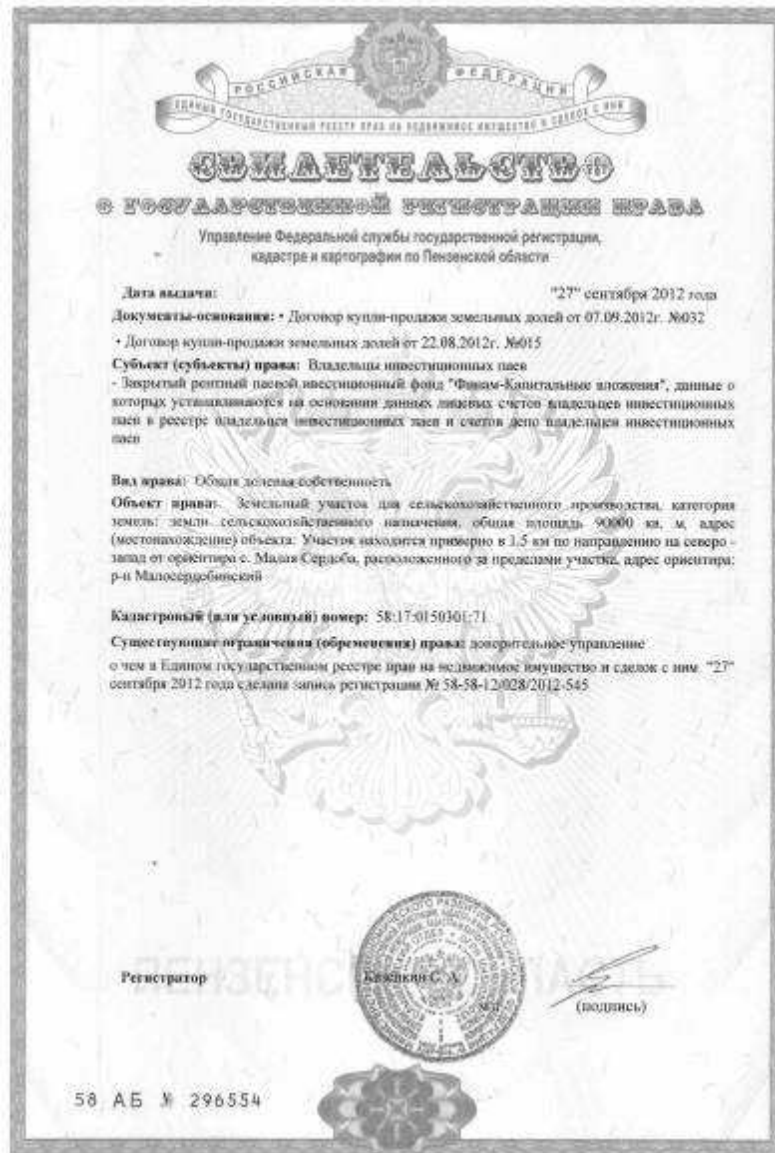 РОССИЙСКАЯ ФЕДЕРАЦИЯ
ЕДИНЫЙ ГОСУДАРСТВЕННЫЙ РЕЕСТР ПРАВ НА НЕДВИЖИМОЕ ИМУЩЕСТВО И СДЕЛОК С НИМ
СВИДЕТЕЛЬСТВО
О ГОСУДАРСТВЕННОЙ РЕГИСТРАЦИИ ПРАВА
Управление Федеральной службы государственной регистрации,
кадастра и картографии по Пензенской области
Дата выдачи: "27" сентября 2012 года
Документы-основания: • Договор купли-продажи земельных долей от 07.09.2012г. №032
• Договор купли-продажи земельных долей от 22.08.2012г. №015
Субъект (субъекты) права: Владельцы инвестиционных паев
- Закрытый рентный паевой инвестиционный фонд "Финам-Капитальные вложения", данные о
которых устанавливаются на основании данных лицевых счетов владельцев инвестиционных
паев в реестре владельцев инвестиционных паев и счетов депо владельцев инвестиционных
паев
Вид права: Общая долевая собственность
Объект права: Земельный участок для сельскохозяйственного производства, категория
земель: земли сельскохозяйственного назначения, общая площадь 90000 кв. м, адрес
(местонахождение) объекта: Участок находится примерно в 1,5 км по направлению на северо -
запад от ориентира с. Малая Сердоба, расположенного за пределами участка, адрес ориентира:
р-н Малосердобинский
Кадастровый (или условный) номер: 58:17:0150301:71
Существующие ограничения (обременения) права: доверительное управление
о чем в Едином государственном реестре прав на недвижимое имущество и сделок с ним "27"
сентября 2012 года сделана запись регистрации № 58-58-12/028/2012-545
ПЕНЗЕНСКАЯ ОБЛАСТЬ
Регистратор С. А.
м.п. (подпись)
58 АБ № 296554